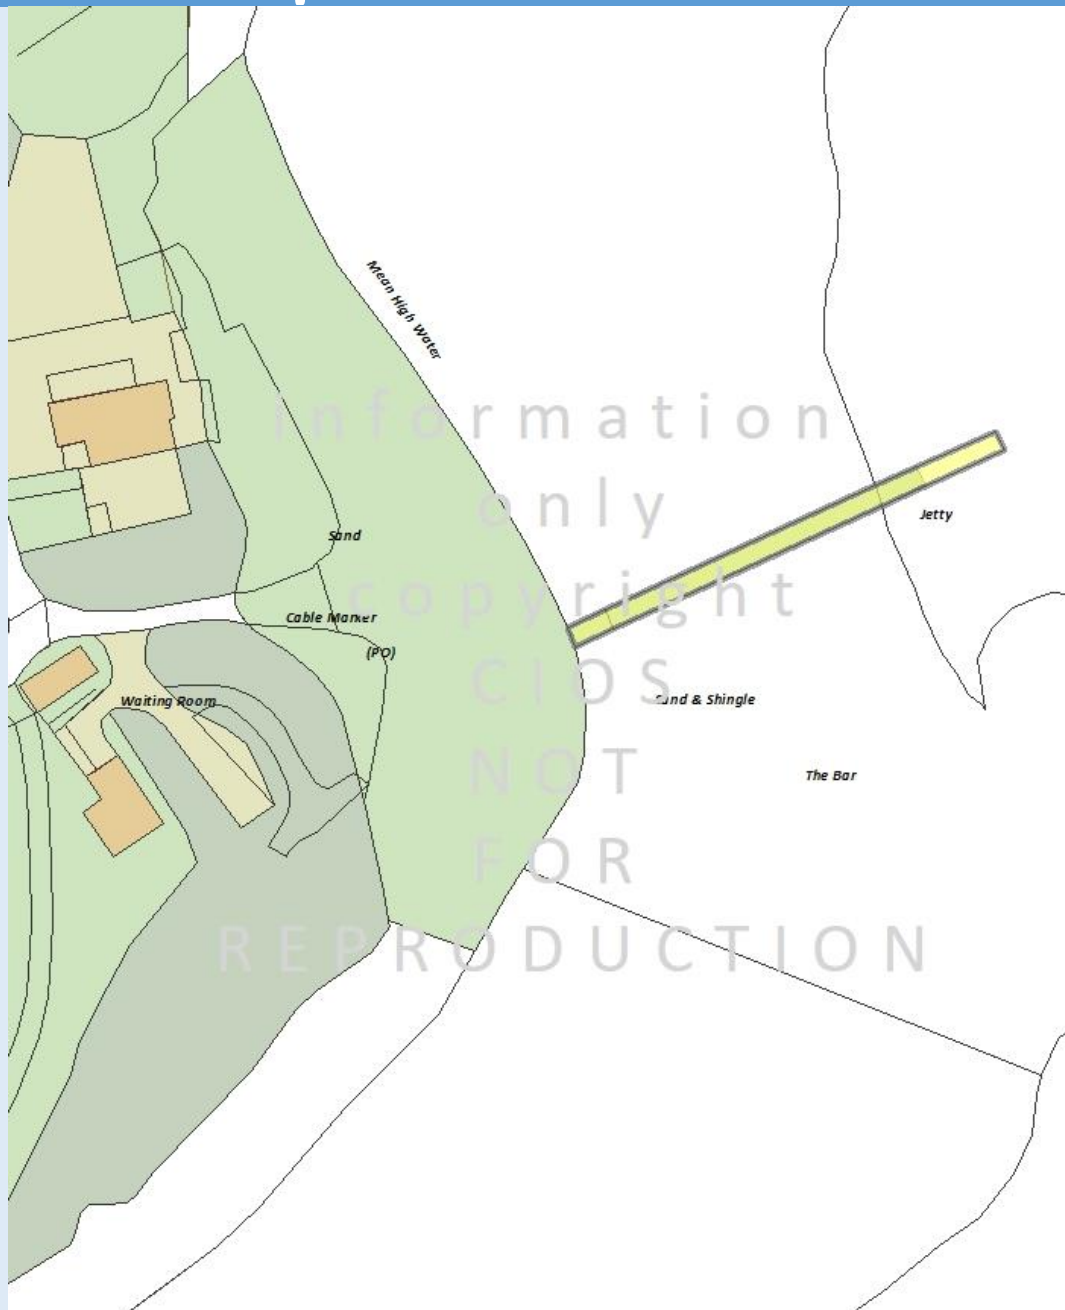 Mean High Water
information
only
Jetty
Sand
copyright
Cable Marker
(PO)
CIOS
Waiting Room
Sand & Shingle
NOT
The Bar
FOR
REPRODUCTION